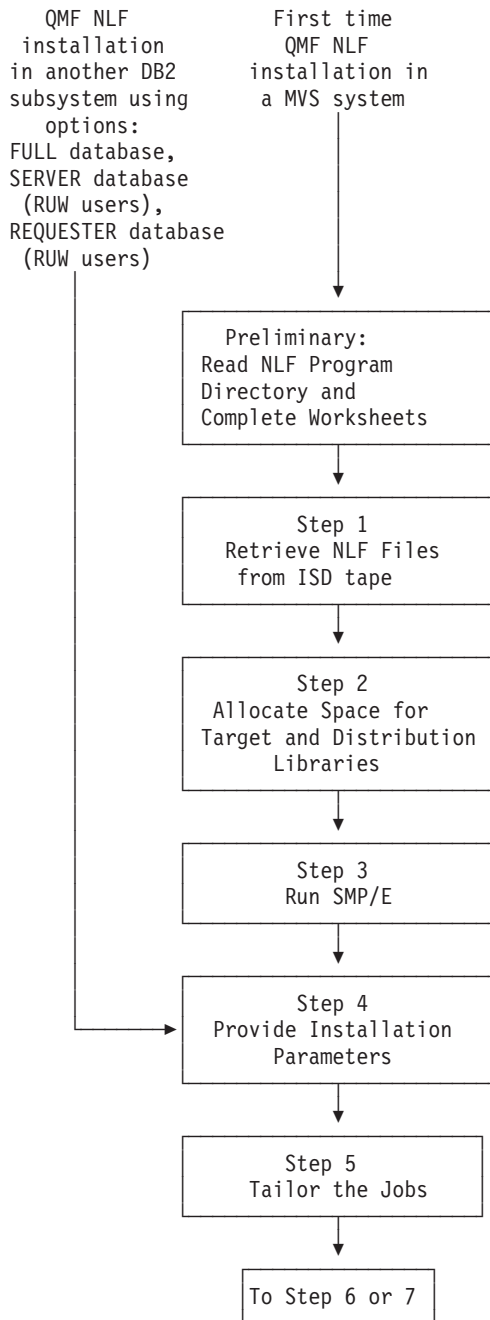 QMF NLF
installation
in another DB2
subsystem using
options:
FULL database,
SERVER database
(RUW users),
REQUESTER database
(RUW users)
First time
QMF NLF
installation in
a MVS system
Preliminary:
Read NLF Program
Directory and
Complete Worksheets
Step 1
Retrieve NLF Files
from ISD tape
Step 2
Allocate Space for
Target and Distribution
Libraries
Step 3
Run SMP/E
Step 4
Provide Installation
Parameters
Step 5
Tailor the Jobs
To Step 6 or 7